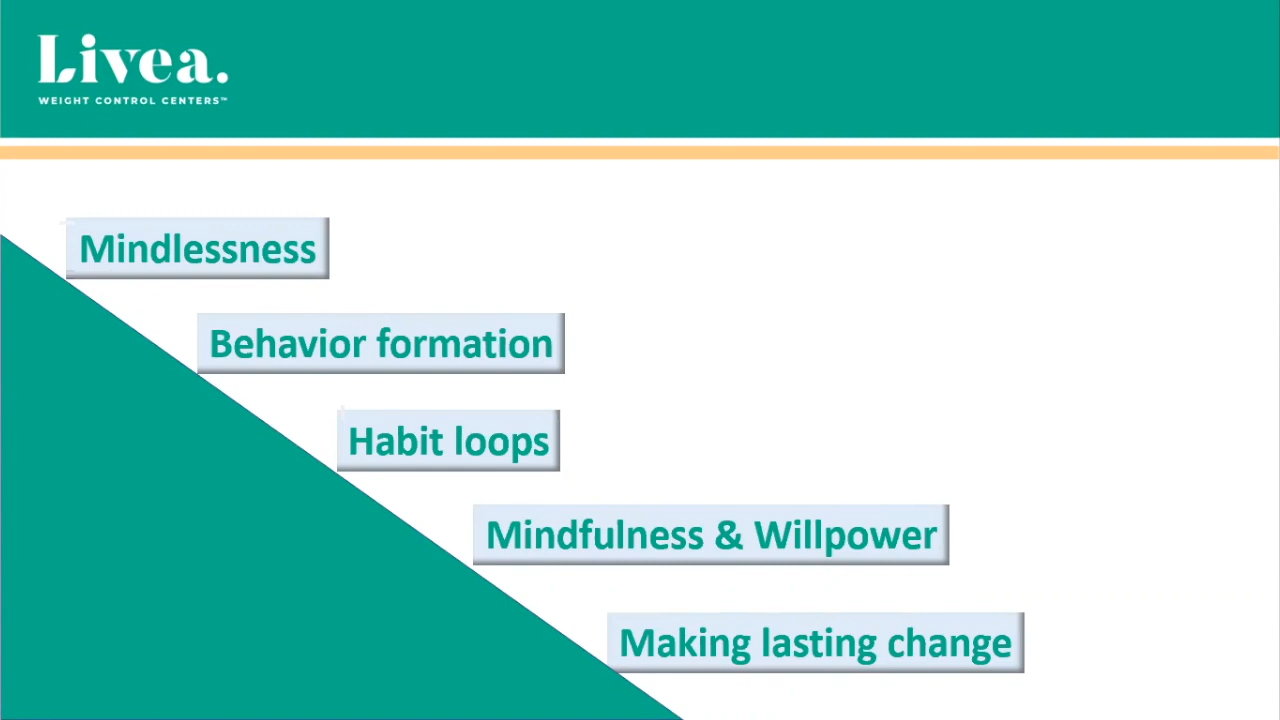 Livea.
WEIGHT CONTROL CENTERS™
Mindlessness
Behavior formation
Habit loops
Mindfulness & Willpower
Making lasting change